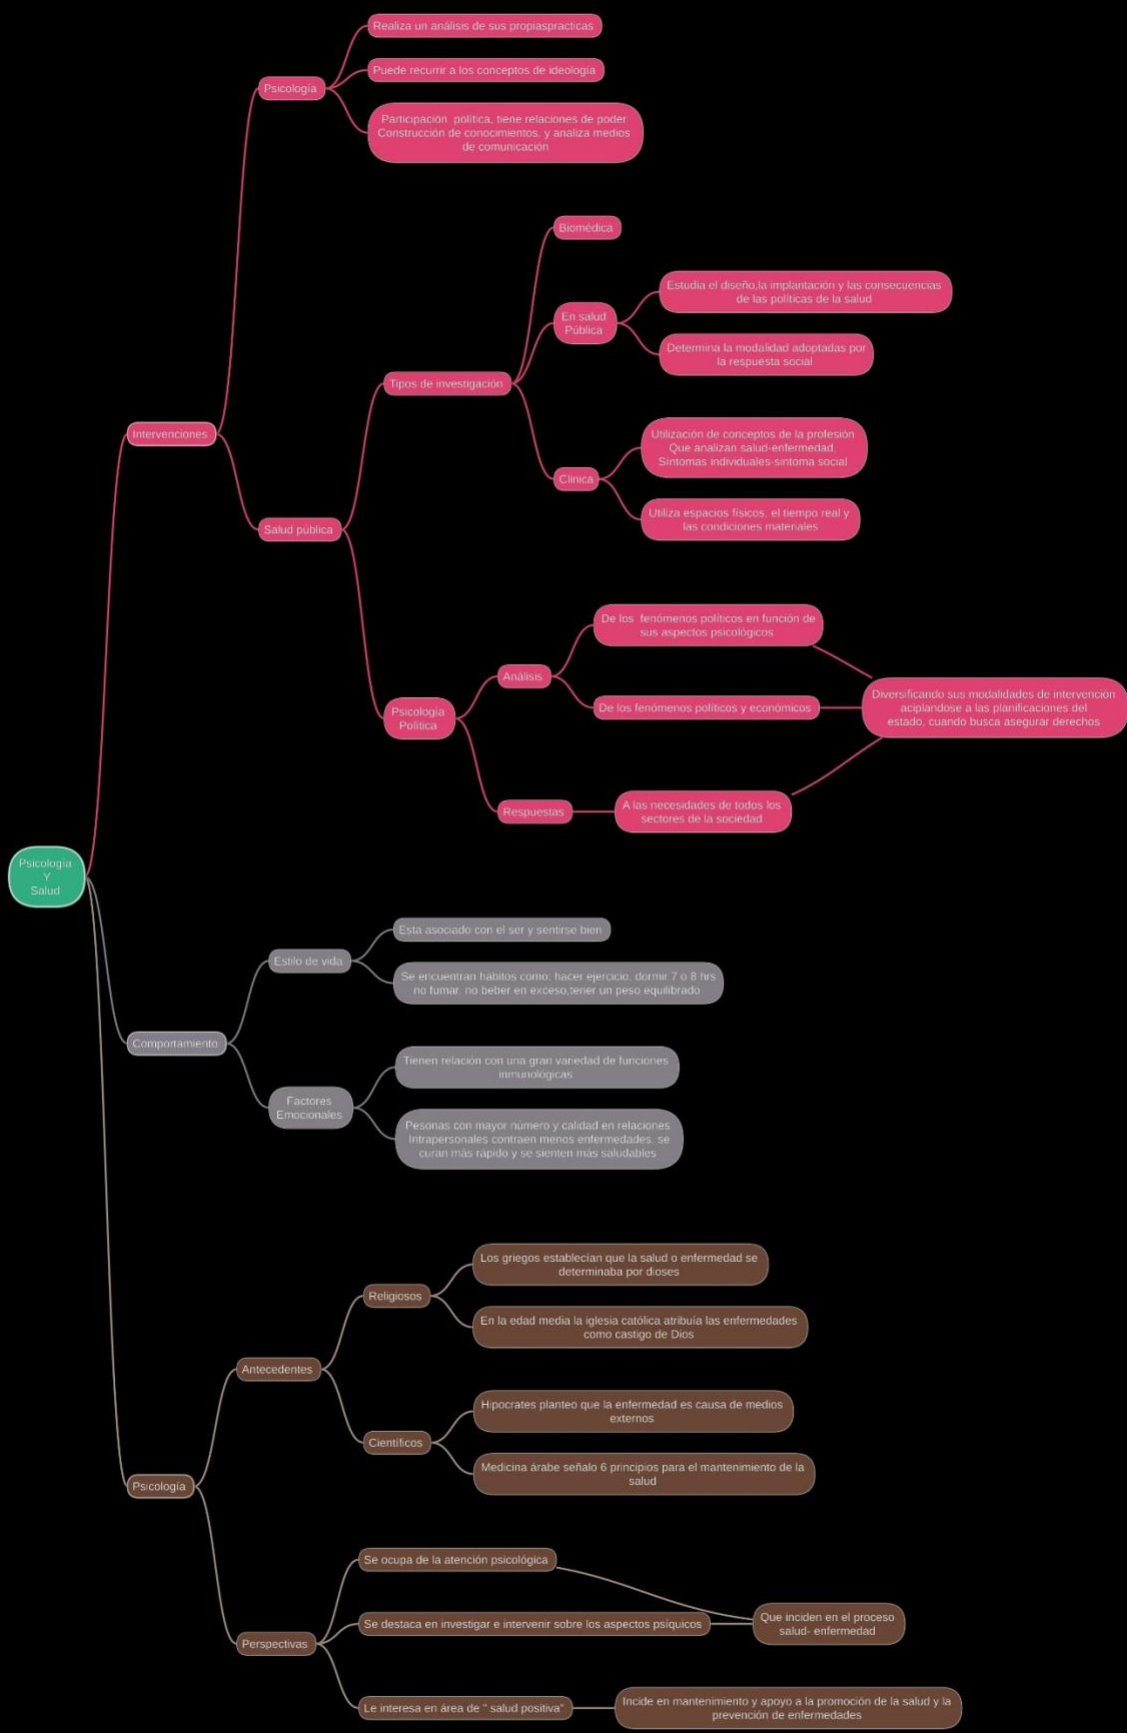 Realiza un análisis de sus propiaspracticas
Puede recurrir a los conceptos de ideología
Psicología
Participación política, tiene relaciones de poder
Construcción de conocimientos, y analiza medios
de comunicación
Biomédica
Estudia el diseño,la implantación y las consecuencias
de las políticas de la salud
En salud
Pública
Determina la modalidad adoptadas por
la respuesta social
Tipos de investigación
Utilización de conceptos de la profesión
Que analizan salud-enfermedad,
Síntomas individuales-sintoma social
Intervenciones
Clínica
Utiliza espacios físicos, el tiempo real y
las condiciones materiales
Salud pública
De los fenómenos políticos en función de
sus aspectos psicológicos
Análisis
De los fenómenos políticos y económicos
Diversificando sus modalidades de intervención
aciplandose a las planificaciones del
estado, cuando busca asegurar derechos
Psicología
Política
Respuestas
A las necesidades de todos los
sectores de la sociedad
Psicología
Y
Salud
Esta asociado con el ser y sentirse bien
Estilo de vida
Se encuentran hábitos como: hacer ejercicio, dormir 7 o 8 hrs
no fumar, no beber en exceso,tener un peso equilibrado
Comportamiento
Tienen relación con una gran variedad de funciones
inmunológicas
Factores
Emocionales
Pesonas con mayor número y calidad en relaciones
Intrapersonales contraen menos enfermedades, se
curan más rápido y se sienten más saludables
Los griegos establecían que la salud o enfermedad se
determinaba por dioses
Religiosos
En la edad media la iglesia católica atribuía las enfermedades
como castigo de Dios
Antecedentes
Hipocrates planteo que la enfermedad es causa de medios
externos
Científicos
Medicina árabe señalo 6 principios para el mantenimiento de la
salud
Psicología
Se ocupa de la atención psicológica
Se destaca en investigar e intervenir sobre los aspectos psíquicos
Que inciden en el proceso
salud- enfermedad
Perspectivas
Le interesa en área de " salud positiva"
Incide en mantenimiento y apoyo a la promoción de la salud y la
prevención de enfermedades